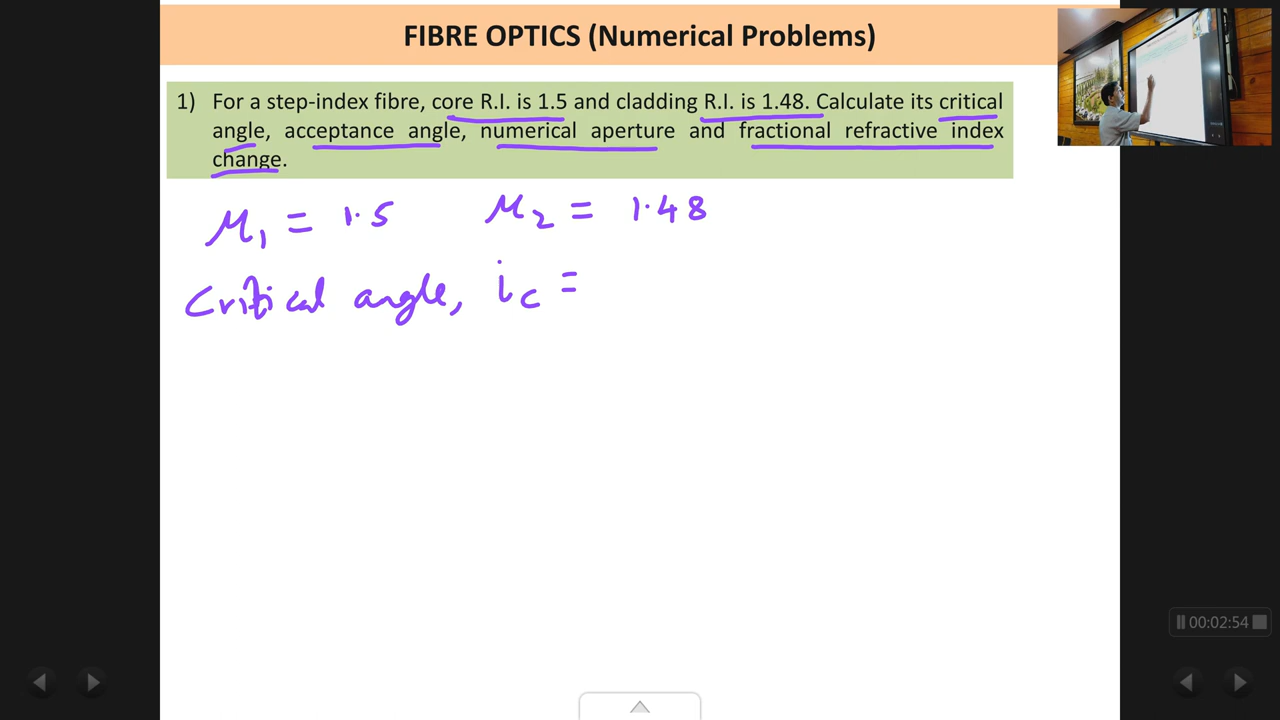 FIBRE OPTICS (Numerical Problems)
1) For a step-index fibre, core R.I. is 1.5 and cladding R.I. is 1.48. Calculate its critical
angle, acceptance angle, numerical aperture and fractional refractive index
change.
μ₁ = 1.5 μ₂ = 1.48
Critical angle, i_c =
00:02:54